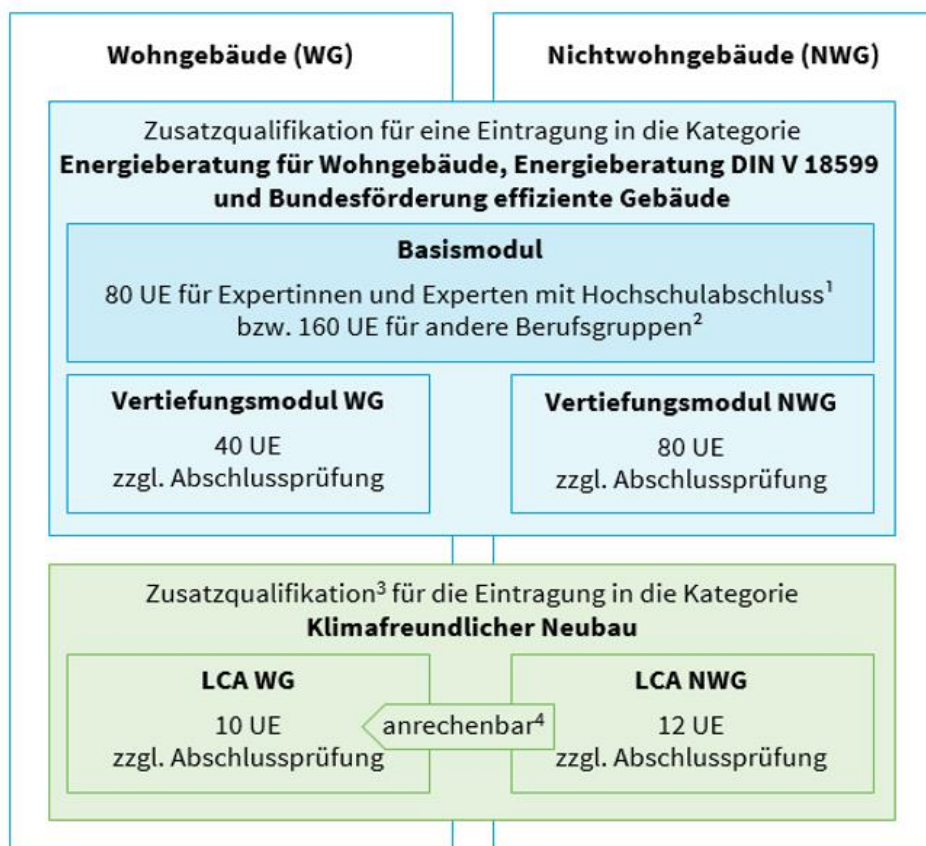 Wohngebäude (WG)
Nichtwohngebäude (NWG)
Zusatzqualifikation für eine Eintragung in die Kategorie
Energieberatung für Wohngebäude, Energieberatung DIN V 18599
und Bundesförderung effiziente Gebäude
Basismodul
80 UE für Expertinnen und Experten mit Hochschulabschluss¹
bzw. 160 UE für andere Berufsgruppen²
Vertiefungsmodul WG
40 UE
zzgl. Abschlussprüfung
Vertiefungsmodul NWG
80 UE
zzgl. Abschlussprüfung
Zusatzqualifikation³ für die Eintragung in die Kategorie
Klimafreundlicher Neubau
LCA WG
10 UE
zzgl. Abschlussprüfung
anrechenbar⁴
LCA NWG
12 UE
zzgl. Abschlussprüfung